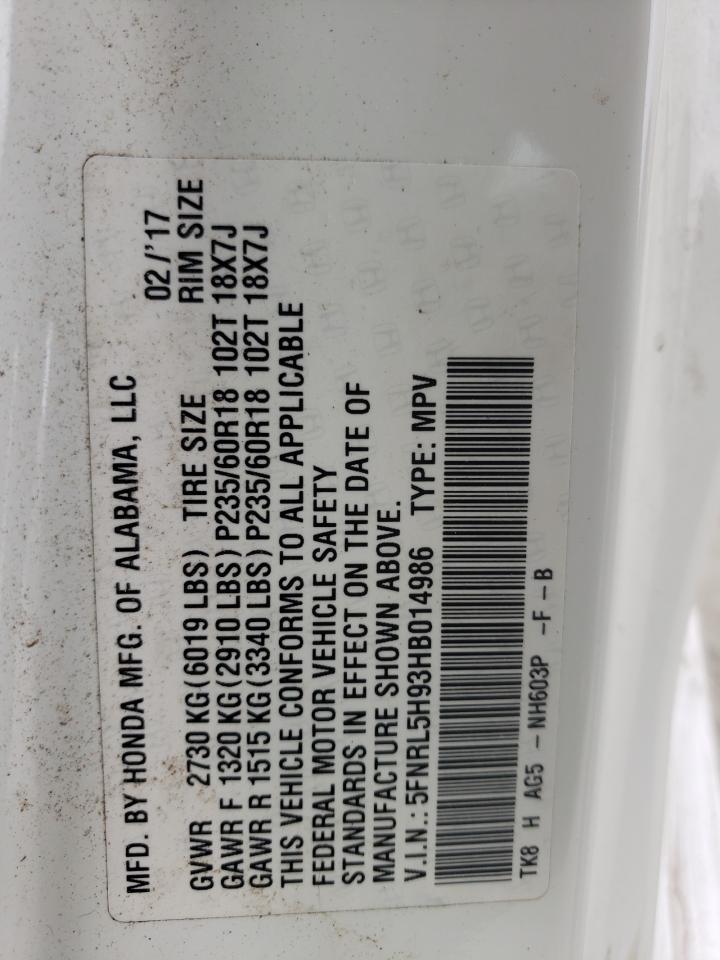 MFD. BY HONDA MFG. OF ALABAMA, LLC 02/'17
GVWR 2730 KG(6019 LBS) TIRE SIZE RIM SIZE
GAWR F 1320 KG(2910 LBS) P235/60R18 102T 18X7J
GAWR R 1515 KG(3340 LBS) P235/60R18 102T 18X7J
THIS VEHICLE CONFORMS TO ALL APPLICABLE
FEDERAL MOTOR VEHICLE SAFETY
STANDARDS IN EFFECT ON THE DATE OF
MANUFACTURE SHOWN ABOVE.
V.I.N.: 5FNRL5H93HB014986 TYPE: MPV
TK8 H AG5 - NH603P -F -B